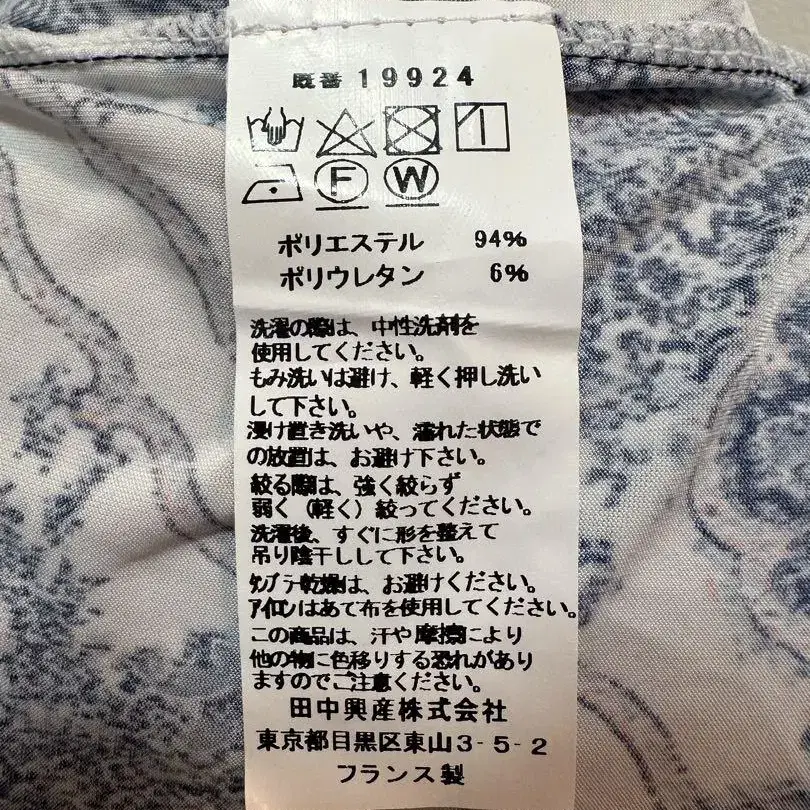 既番 19924
F W
ポリエステル 94%
ポリウレタン 6%
洗濯の際は、中性洗剤を
使用してください。
もみ洗いは避け、軽く押し洗い
して下さい。
浸け置き洗いや、濡れた状態で
の放置は、お避け下さい。
絞る際は、強く絞らず
弱く（軽く）絞ってください。
洗濯後、すぐに形を整えて
吊り陰干しして下さい。
ﾀﾝﾌﾞﾗｰ乾燥は、お避けください。
ｱｲﾛﾝはあて布を使用してください。
この商品は、汗や摩擦により
他の物に色移りする恐れがあり
ますのでご注意ください。
田中興産株式会社
東京都目黒区東山3-5-2
フランス製